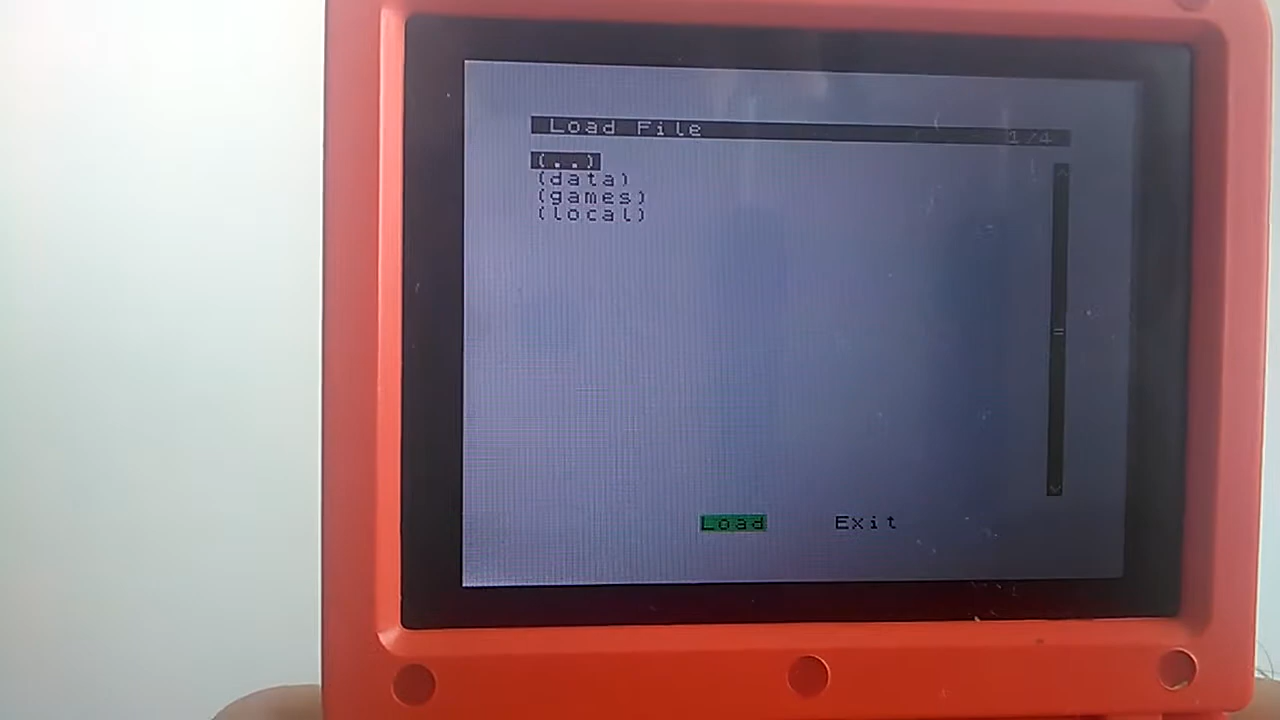 Load File 1/4
(..)
(data)
(games)
(local)
Load Exit